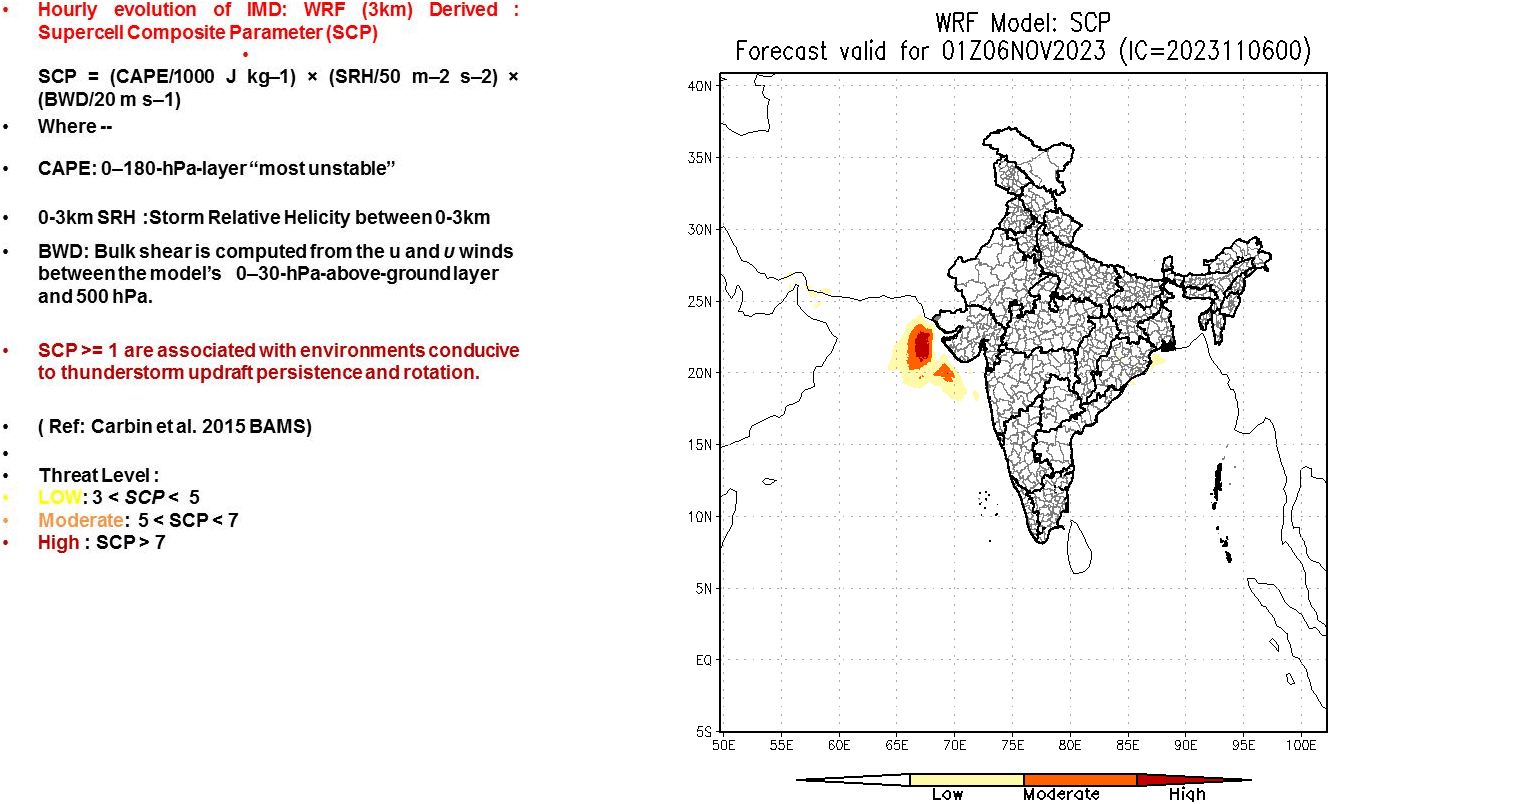 • Hourly evolution of IMD: WRF (3km) Derived :
Supercell Composite Parameter (SCP)
•
SCP = (CAPE/1000 J kg–1) × (SRH/50 m–2 s–2) ×
(BWD/20 m s–1)
• Where --
• CAPE: 0–180-hPa-layer “most unstable”
• 0-3km SRH :Storm Relative Helicity between 0-3km
• BWD: Bulk shear is computed from the u and υ winds
between the model’s 0–30-hPa-above-ground layer
and 500 hPa.
• SCP >= 1 are associated with environments conducive
to thunderstorm updraft persistence and rotation.
• ( Ref: Carbin et al. 2015 BAMS)
•
• Threat Level :
• LOW: 3 < SCP < 5
• Moderate: 5 < SCP < 7
• High : SCP > 7
WRF Model: SCP
Forecast valid for 01Z06NOV2023 (IC=2023110600)
40N
35N
30N
25N
20N
15N
10N
5N
EQ
5S
50E 55E 60E 65E 70E 75E 80E 85E 90E 95E 100E
Low Moderate High